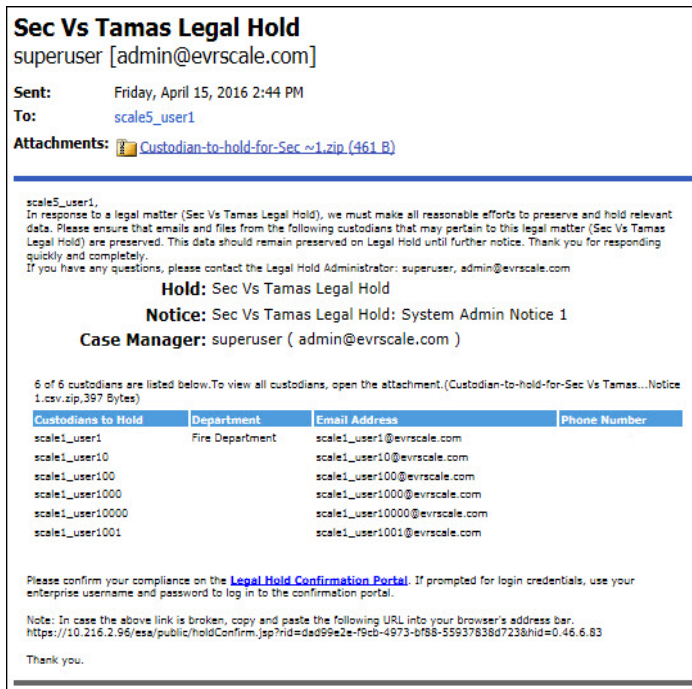 Sec Vs Tamas Legal Hold
superuser [admin@evrscale.com]
Sent: Friday, April 15, 2016 2:44 PM
To: scale5_user1
Attachments: Custodian-to-hold-for-Sec ~1.zip (461 B)
scale5_user1,
In response to a legal matter (Sec Vs Tamas Legal Hold), we must make all reasonable efforts to preserve and hold relevant
data. Please ensure that emails and files from the following custodians that may pertain to this legal matter (Sec Vs Tamas
Legal Hold) are preserved. This data should remain preserved on Legal Hold until further notice. Thank you for responding
quickly and completely.
If you have any questions, please contact the Legal Hold Administrator: superuser, admin@evrscale.com
Hold: Sec Vs Tamas Legal Hold
Notice: Sec Vs Tamas Legal Hold: System Admin Notice 1
Case Manager: superuser ( admin@evrscale.com )
6 of 6 custodians are listed below.To view all custodians, open the attachment.(Custodian-to-hold-for-Sec Vs Tamas...Notice
1.csv.zip,397 Bytes)
Custodians to Hold Department Email Address Phone Number
scale1_user1 Fire Department scale1_user1@evrscale.com
scale1_user10 scale1_user10@evrscale.com
scale1_user100 scale1_user100@evrscale.com
scale1_user1000 scale1_user1000@evrscale.com
scale1_user10000 scale1_user10000@evrscale.com
scale1_user1001 scale1_user1001@evrscale.com
Please confirm your compliance on the Legal Hold Confirmation Portal. If prompted for login credentials, use your
enterprise username and password to log in to the confirmation portal.
Note: In case the above link is broken, copy and paste the following URL into your browser's address bar.
https://10.216.2.96/esa/public/holdConfirm.jsp?rid=dad99e2e-f9cb-4973-bf88-55937838d723&hid=0.46.6.83
Thank you.